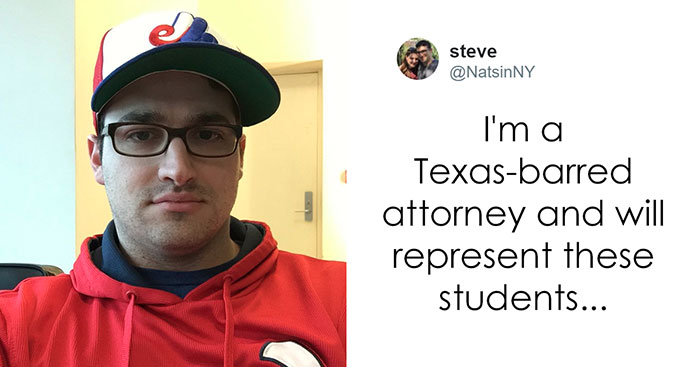 steve
@NatsinNY
I'm a
Texas-barred
attorney and will
represent these
students...